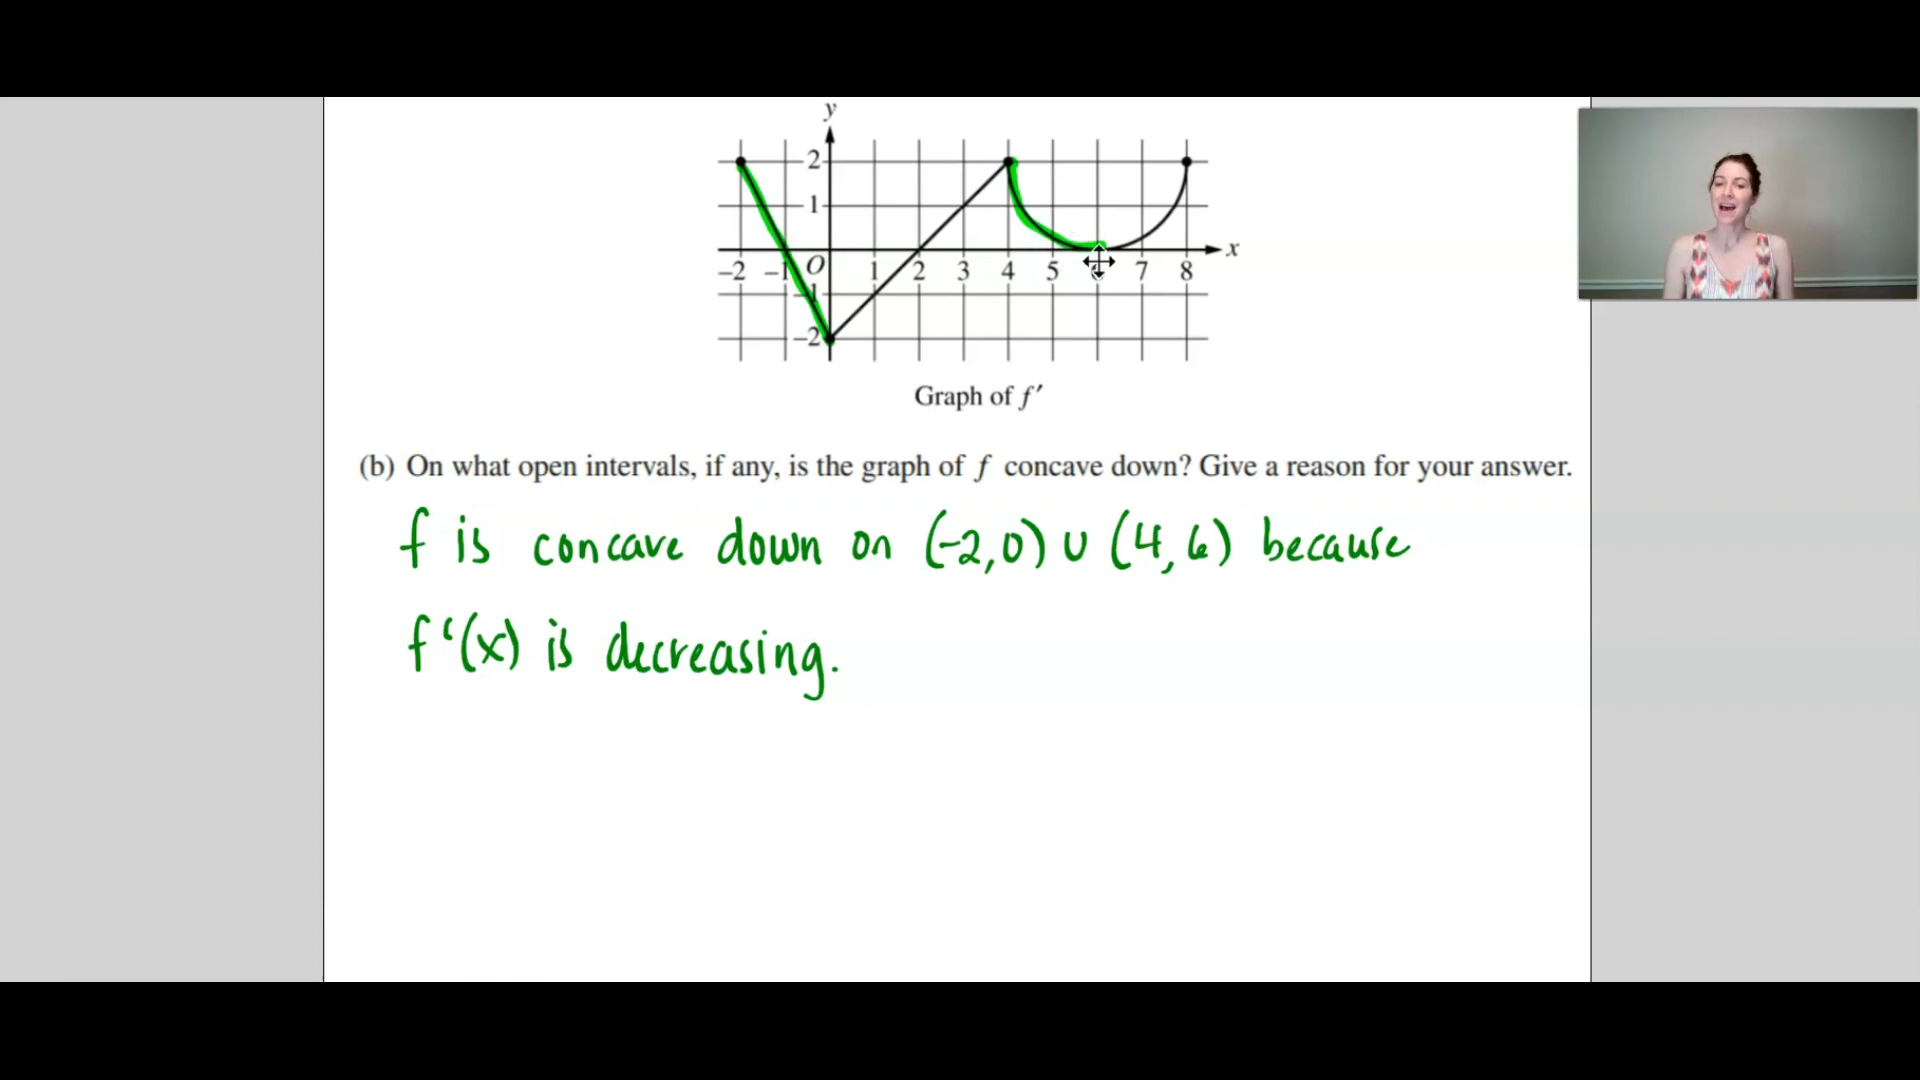 y
2
1
-2 -1 O 1 2 3 4 5 7 8 x
-1
-2
Graph of f′
(b) On what open intervals, if any, is the graph of f concave down? Give a reason for your answer.
f is concave down on (-2,0) ∪ (4,6) because
f'(x) is decreasing.